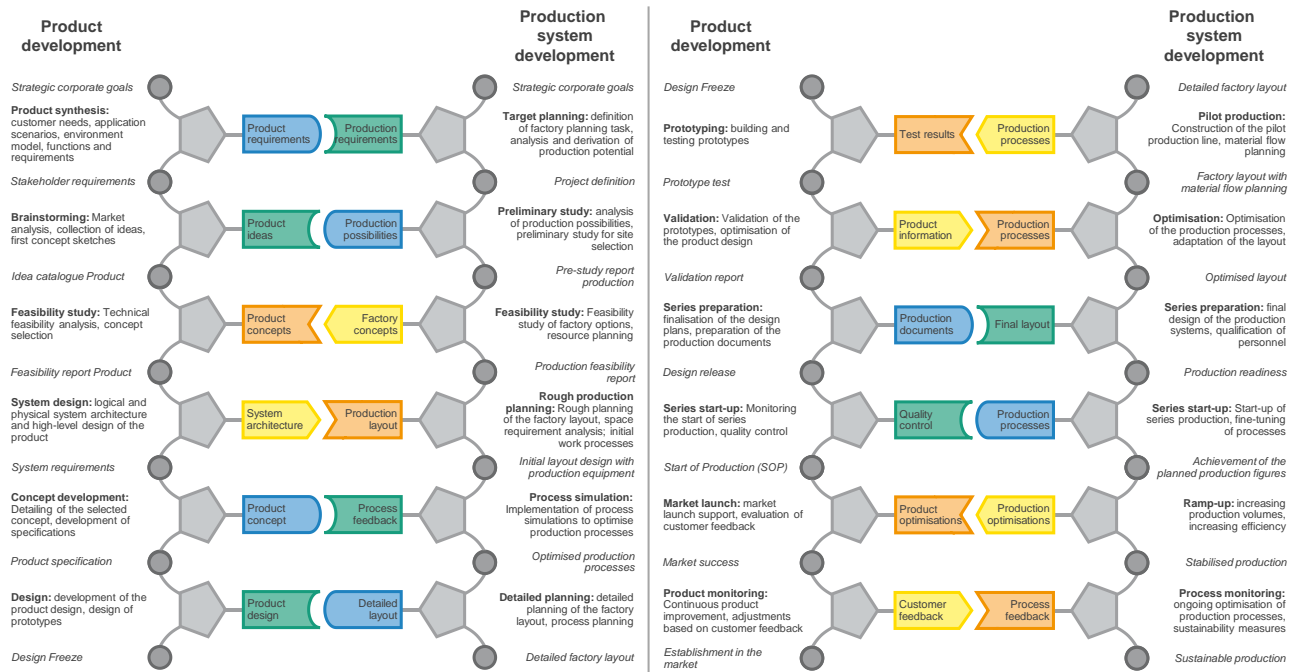 Product
development
Production
system
development
Strategic corporate goals
Strategic corporate goals
Product synthesis:
customer needs, application
scenarios, environment
model, functions and
requirements
Product
requirements
Production
requirements
Target planning: definition
of factory planning task,
analysis and derivation of
production potential
Stakeholder requirements
Project definition
Brainstorming: Market
analysis, collection of ideas,
first concept sketches
Product
ideas
Production
possibilities
Preliminary study: analysis
of production possibilities,
preliminary study for site
selection
Idea catalogue Product
Pre-study report
production
Feasibility study: Technical
feasibility analysis, concept
selection
Product
concepts
Factory
concepts
Feasibility study: Feasibility
study of factory options,
resource planning
Feasibility report Product
Production feasibility
report
System design: logical and
physical system architecture
and high-level design of the
product
System
architecture
Production
layout
Rough production
planning: Rough planning
of the factory layout, space
requirement analysis; initial
work processes
System requirements
Initial layout design with
production equipment
Concept development:
Detailing of the selected
concept, development of
specifications
Product
concept
Process
feedback
Process simulation:
Implementation of process
simulations to optimise
production processes
Product specification
Optimised production
processes
Design: development of the
product design, design of
prototypes
Product
design
Detailed
layout
Detailed planning: detailed
planning of the factory
layout, process planning
Design Freeze
Detailed factory layout
Product
development
Production
system
development
Design Freeze
Detailed factory layout
Prototyping: building and
testing prototypes
Test results
Production
processes
Pilot production:
Construction of the pilot
production line, material flow
planning
Prototype test
Factory layout with
material flow planning
Validation: Validation of the
prototypes, optimisation of
the product design
Product
information
Production
processes
Optimisation: Optimisation
of the production processes,
adaptation of the layout
Validation report
Optimised layout
Series preparation:
finalisation of the design
plans, preparation of the
production documents
Production
documents
Final layout
Series preparation: final
design of the production
systems, qualification of
personnel
Design release
Production readiness
Series start-up: Monitoring
the start of series
production, quality control
Quality
control
Production
processes
Series start-up: Start-up of
series production, fine-tuning
of processes
Start of Production (SOP)
Achievement of the
planned production figures
Market launch: market
launch support, evaluation of
customer feedback
Product
optimisations
Production
optimisations
Ramp-up: increasing
production volumes,
increasing efficiency
Market success
Stabilised production
Product monitoring:
Continuous product
improvement, adjustments
based on customer feedback
Customer
feedback
Process
feedback
Process monitoring:
ongoing optimisation of
production processes,
sustainability measures
Establishment in the
market
Sustainable production